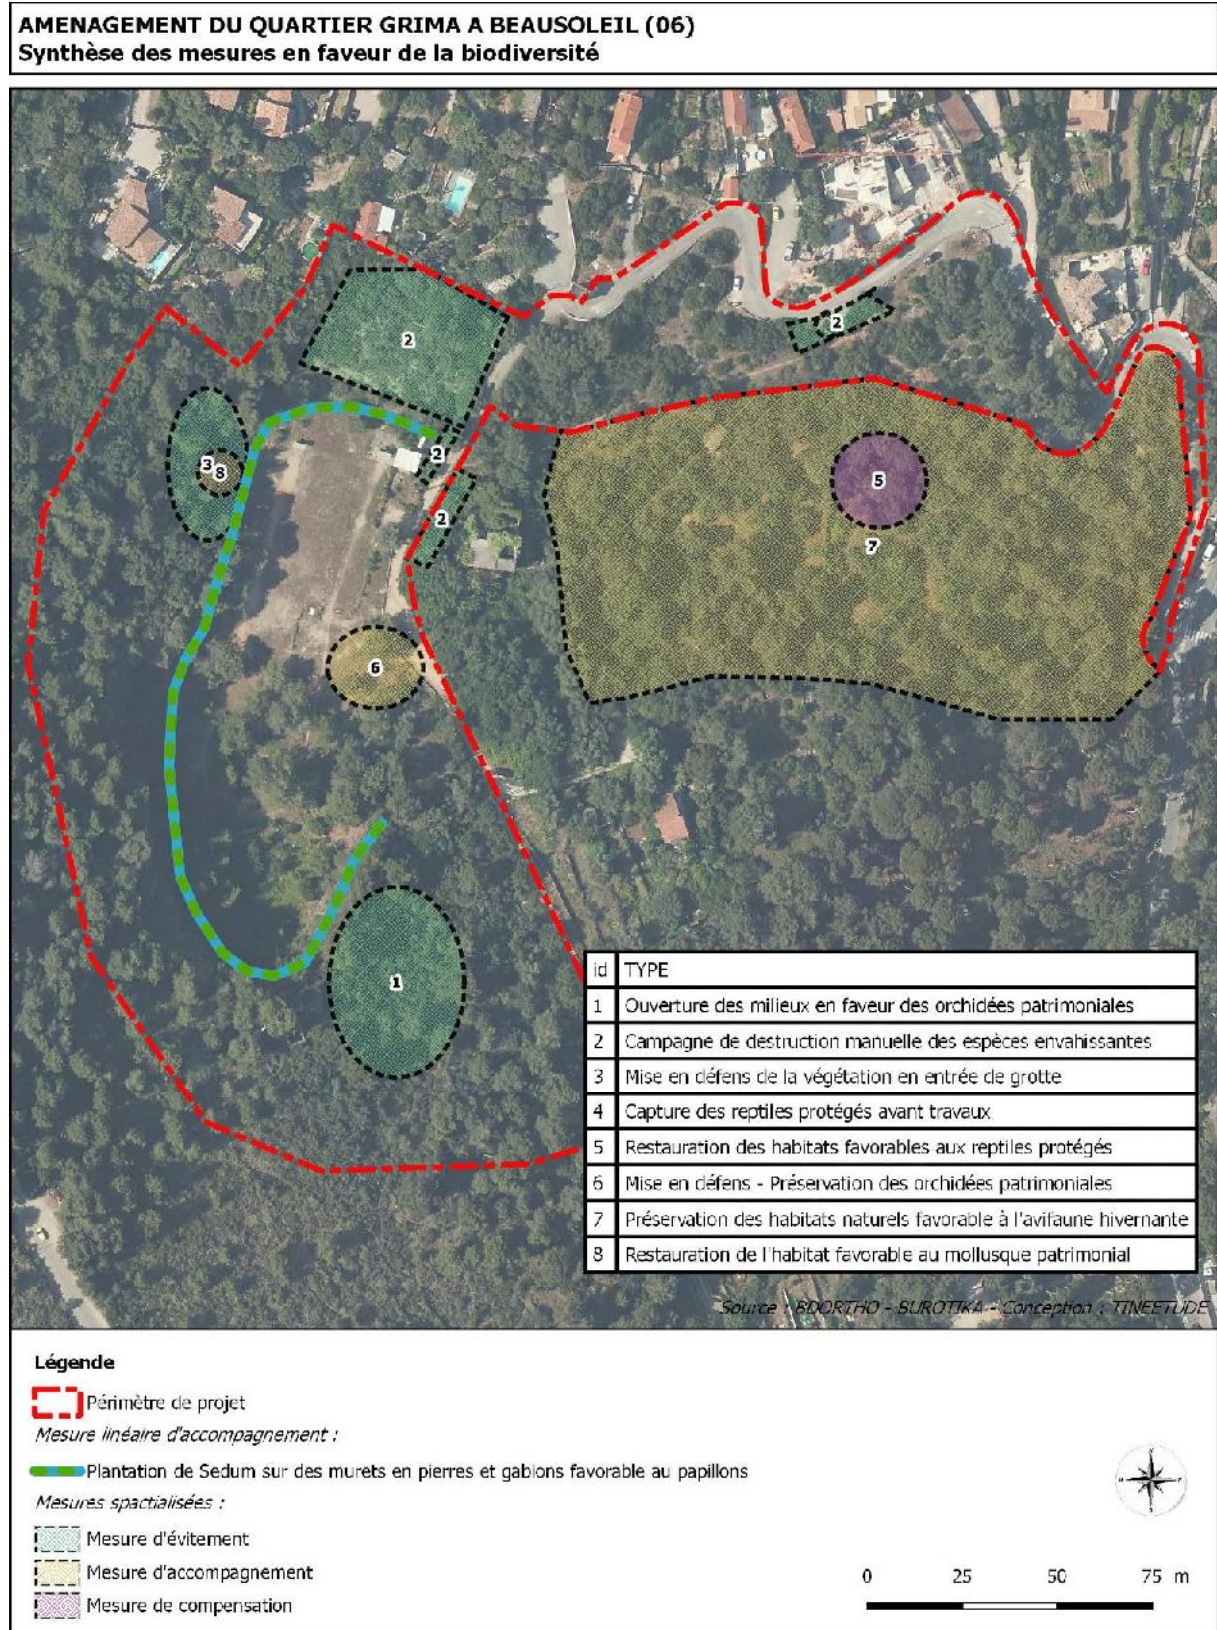 AMENAGEMENT DU QUARTIER GRIMA A BEAUSOLEIL (06)
Synthèse des mesures en faveur de la biodiversité
2
2
3
8
2
5
2
7
6
1
id TYPE
1 Ouverture des milieux en faveur des orchidées patrimoniales
2 Campagne de destruction manuelle des espèces envahissantes
3 Mise en défens de la végétation en entrée de grotte
4 Capture des reptiles protégés avant travaux
5 Restauration des habitats favorables aux reptiles protégés
6 Mise en défens - Préservation des orchidées patrimoniales
7 Préservation des habitats naturels favorable à l'avifaune hivernante
8 Restauration de l'habitat favorable au mollusque patrimonial
Source : BDORTHO - BUROTIKA - Conception : TINEETUDE
Légende
Périmètre de projet
Mesure linéaire d'accompagnement :
Plantation de Sedum sur des murets en pierres et gabions favorable au papillons
Mesures spactialisées :
Mesure d'évitement
Mesure d'accompagnement
Mesure de compensation
0 25 50 75 m